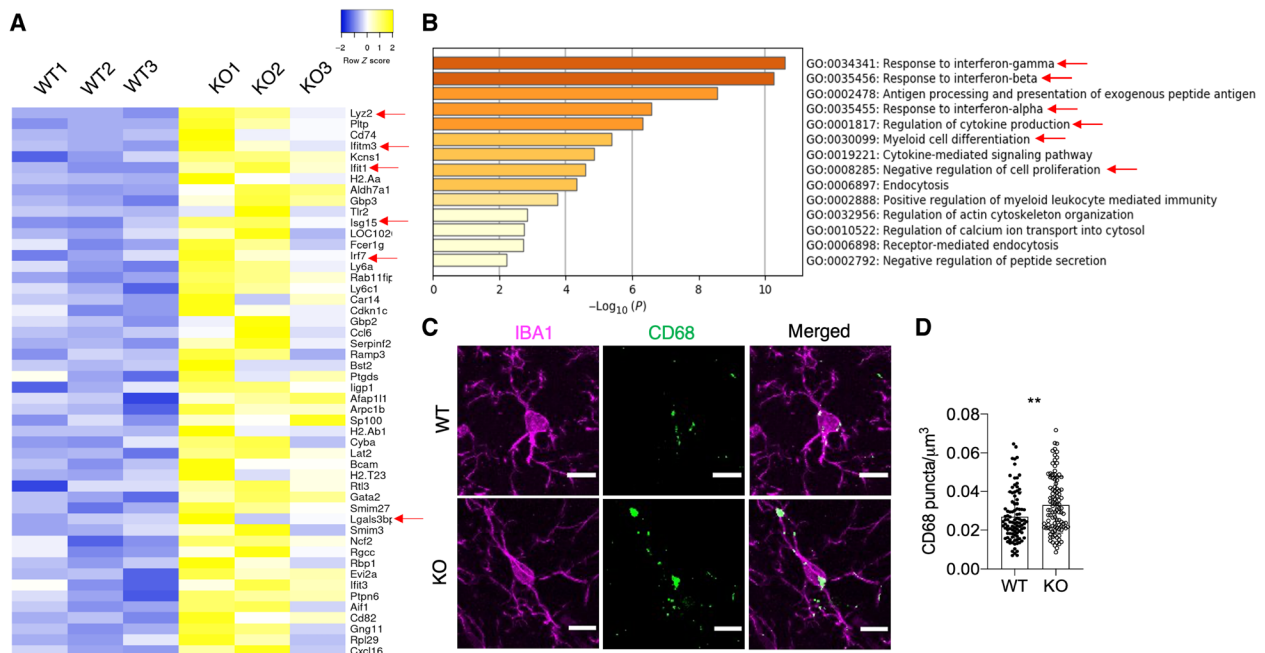 A
−2 0 1 2
Row Z score
WT1 WT2 WT3 KO1 KO2 KO3
Lyz2
Pltp
Cd74
Ifitm3
Kcns1
Ifit1
H2.Aa
Aldh7a1
Gbp3
Tlr2
Isg15
LOC102
Fcer1g
Irf7
Ly6a
Rab11fip
Ly6c1
Car14
Cdkn1c
Gbp2
Ccl6
Serpinf2
Ramp3
Bst2
Ptgds
Iigp1
Afap1l1
Arpc1b
Sp100
H2.Ab1
Cyba
Lat2
Bcam
H2.T23
Rtl3
Gata2
Smim27
Lgals3bp
Smim3
Ncf2
Rgcc
Rbp1
Evi2a
Ifit3
Ptpn6
Aif1
Cd82
Gng11
Rpl29
Cxcl16
B
GO:0034341: Response to interferon-gamma
GO:0035456: Response to interferon-beta
GO:0002478: Antigen processing and presentation of exogenous peptide antigen
GO:0035455: Response to interferon-alpha
GO:0001817: Regulation of cytokine production
GO:0030099: Myeloid cell differentiation
GO:0019221: Cytokine-mediated signaling pathway
GO:0008285: Negative regulation of cell proliferation
GO:0006897: Endocytosis
GO:0002888: Positive regulation of myeloid leukocyte mediated immunity
GO:0032956: Regulation of actin cytoskeleton organization
GO:0010522: Regulation of calcium ion transport into cytosol
GO:0006898: Receptor-mediated endocytosis
GO:0002792: Negative regulation of peptide secretion
0 2 4 6 8 10
−Log10 (P)
C
IBA1 CD68 Merged
WT
KO
D
**
0.08
0.06
0.04
0.02
0.00
CD68 puncta/µm3
WT KO